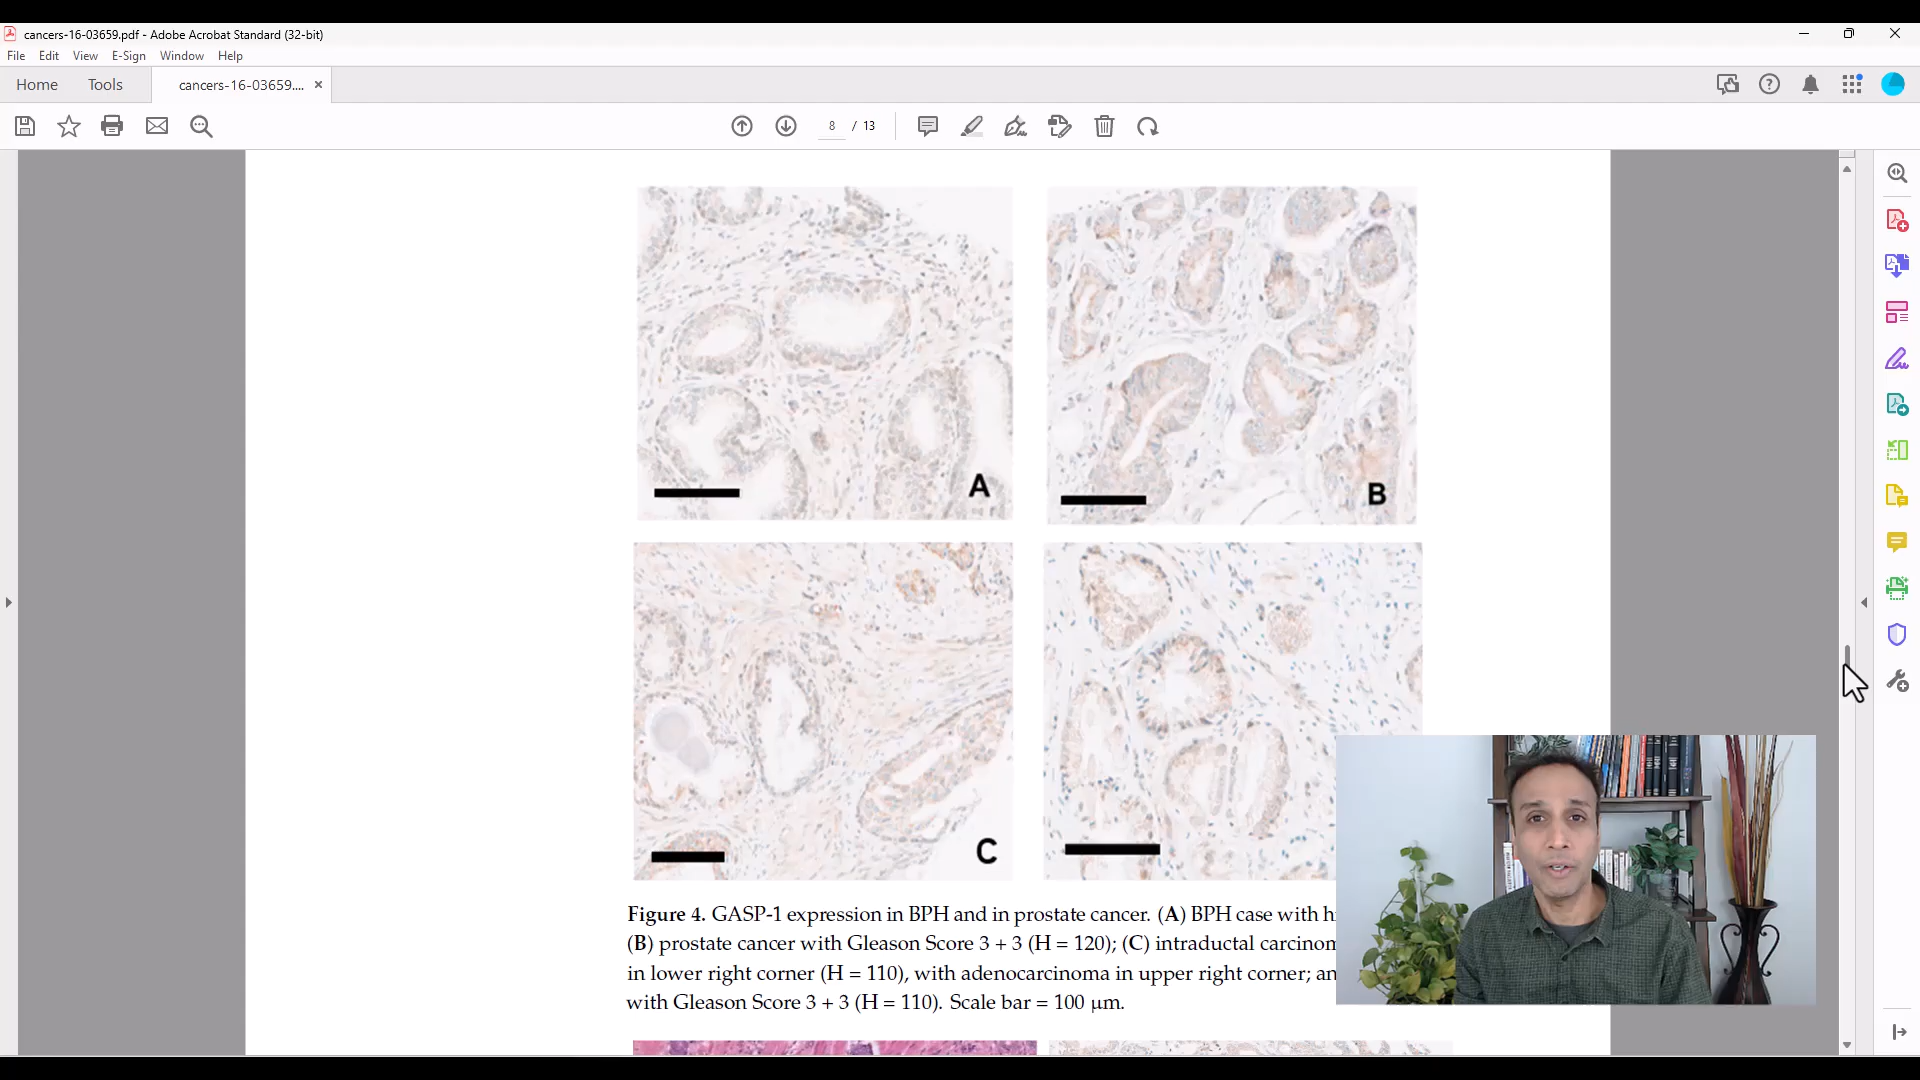 cancers-16-03659.pdf - Adobe Acrobat Standard (32-bit)
File Edit View E-Sign Window Help
Home Tools cancers-16-03659.... ×
8 / 13
A
B
C
Figure 4. GASP-1 expression in BPH and in prostate cancer. (A) BPH case with
(B) prostate cancer with Gleason Score 3 + 3 (H = 120); (C) intraductal
in lower right corner (H = 110), with adenocarcinoma in upper right corner;
with Gleason Score 3 + 3 (H = 110). Scale bar = 100 μm.